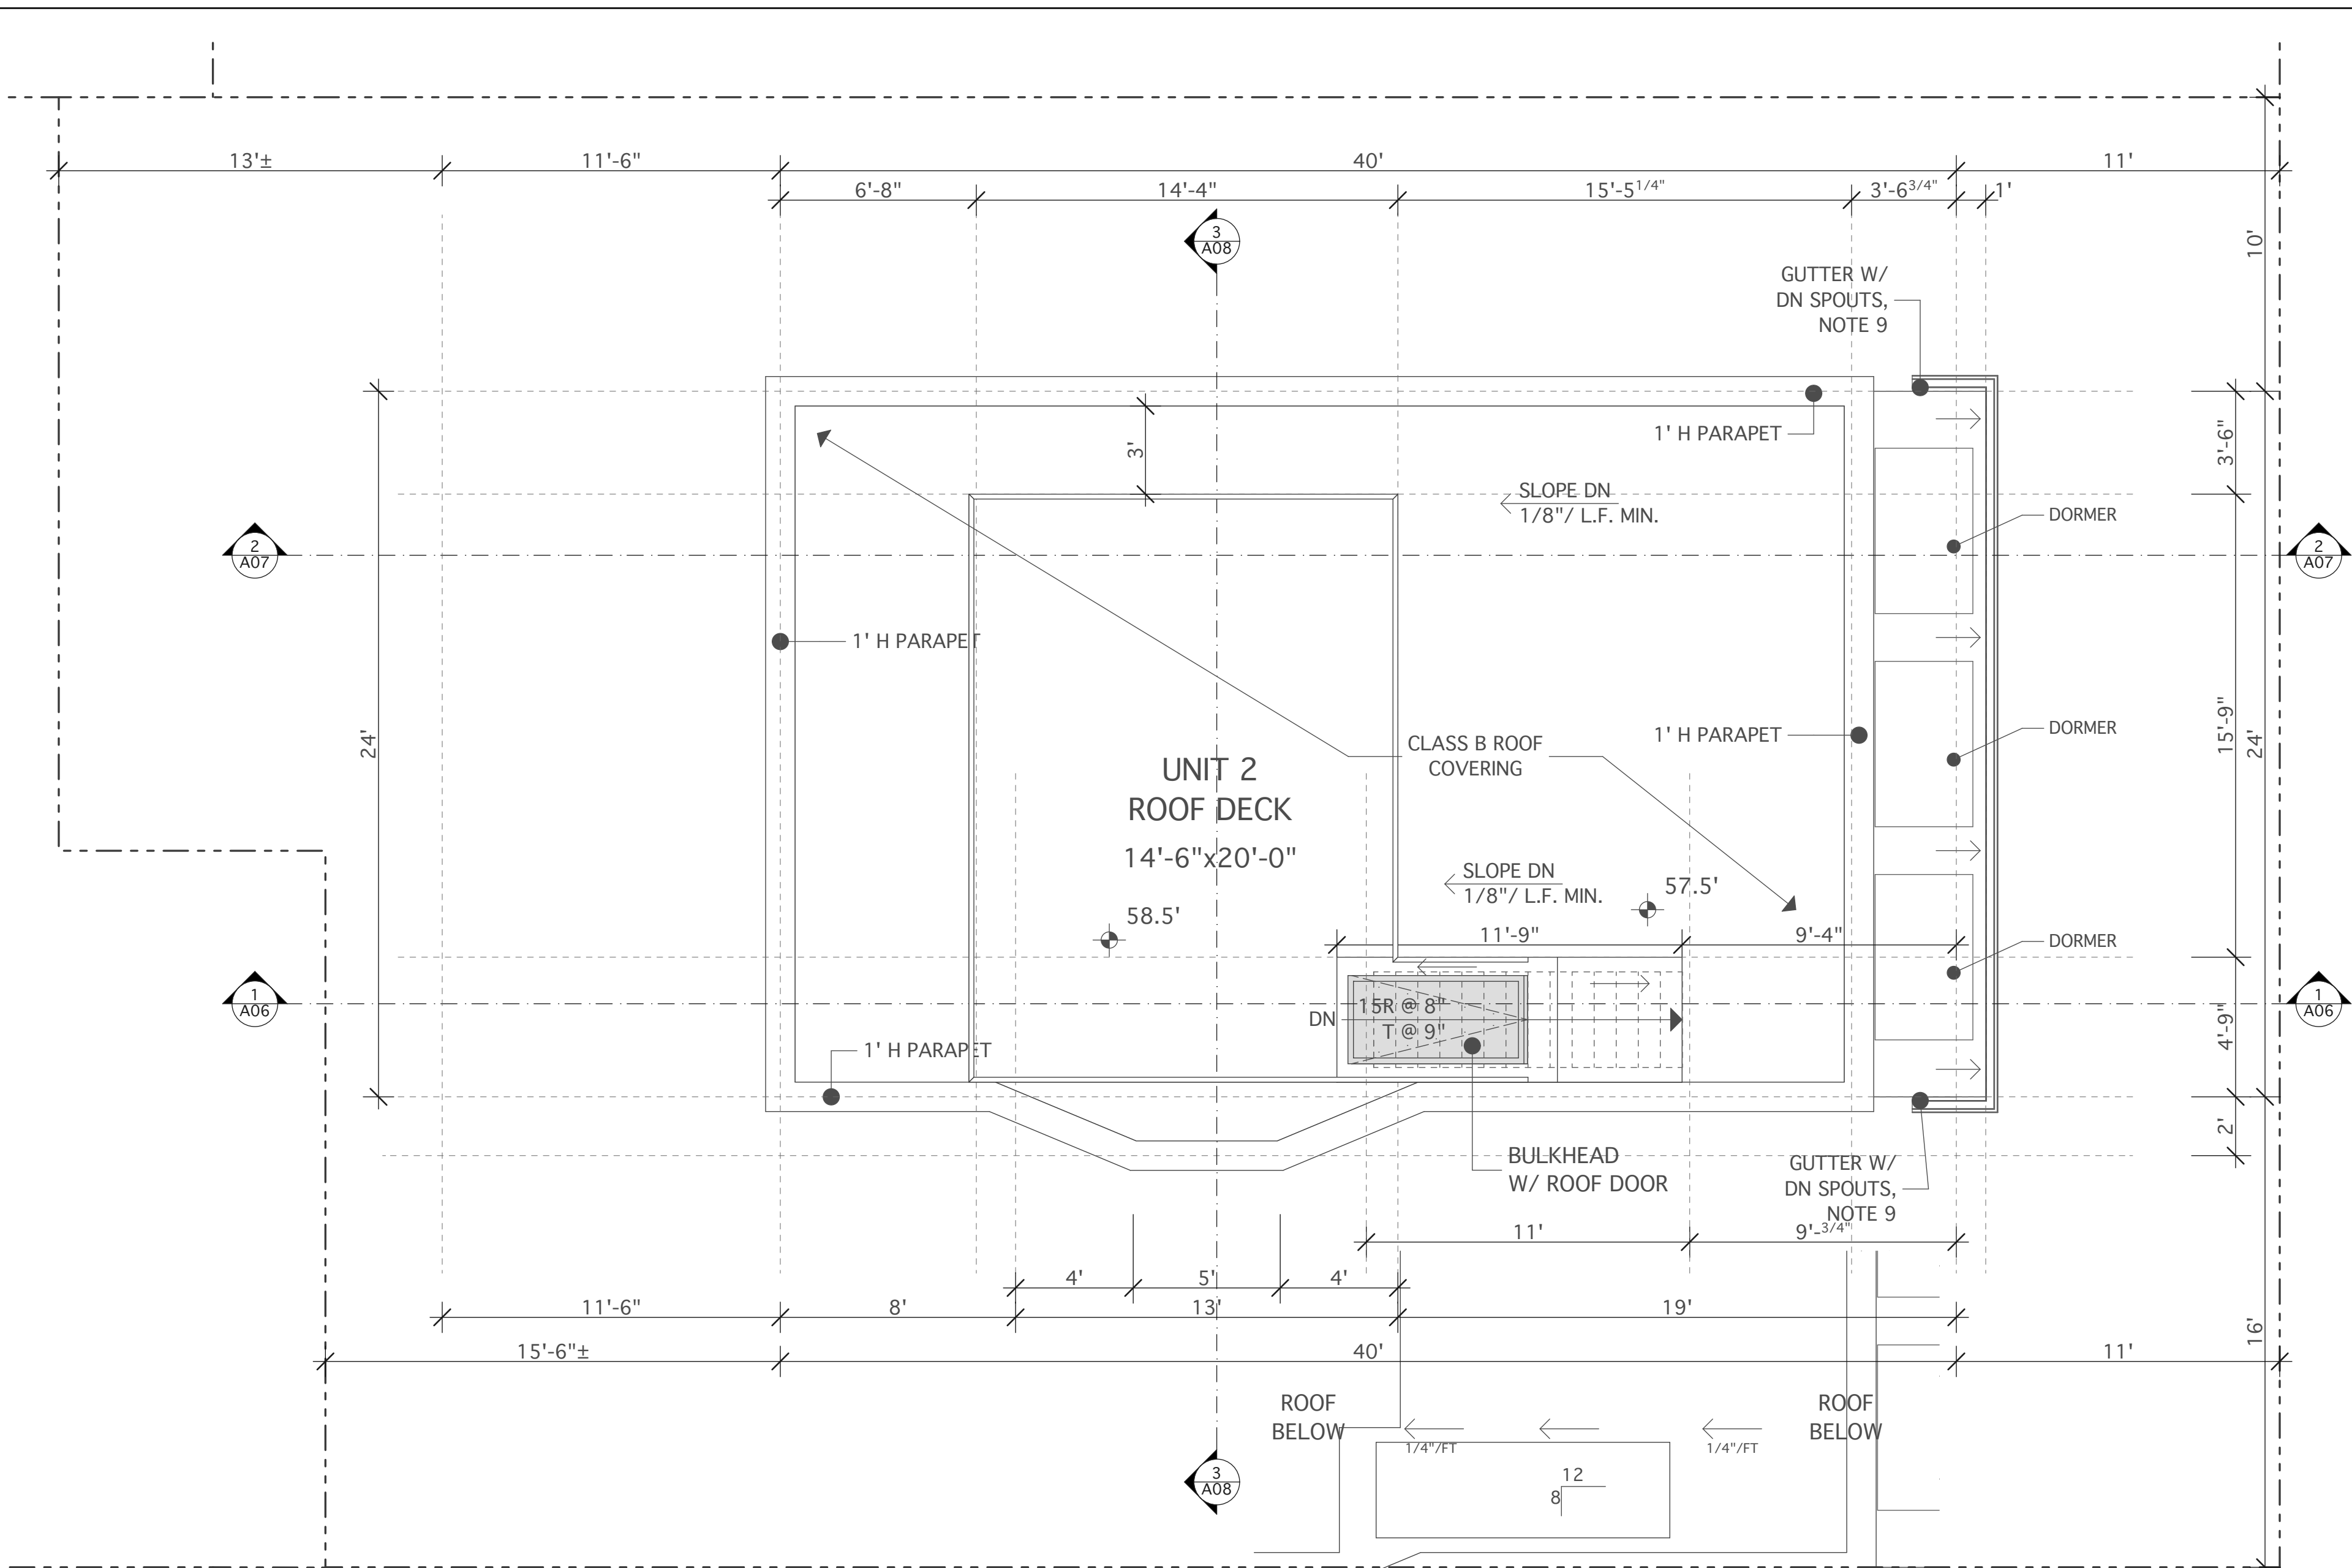 13'±
11'-6"
40'
11'
6'-8"
14'-4"
15'-5 1/4"
3'-6 3/4"
1'
3
A08
10'
GUTTER W/
DN SPOUTS,
NOTE 9
1' H PARAPET
3'
3'-6"
SLOPE DN
1/8"/ L.F. MIN.
DORMER
2
A07
2
A07
1' H PARAPET
24'
CLASS B ROOF
COVERING
1' H PARAPET
DORMER
15'-9"
24'
UNIT 2
ROOF DECK
14'-6"x20'-0"
SLOPE DN
1/8"/ L.F. MIN.
57.5'
58.5'
11'-9"
9'-4"
DORMER
1
A06
15R @ 8"
T @ 9"
DN
1
A06
4'-9"
1' H PARAPET
2'
BULKHEAD
W/ ROOF DOOR
GUTTER W/
DN SPOUTS,
NOTE 9
11'
9'-3/4"
4'
5'
4'
11'-6"
8'
13'
19'
16'
15'-6"±
40'
11'
ROOF
BELOW
ROOF
BELOW
1/4"/FT
1/4"/FT
3
A08
12
8